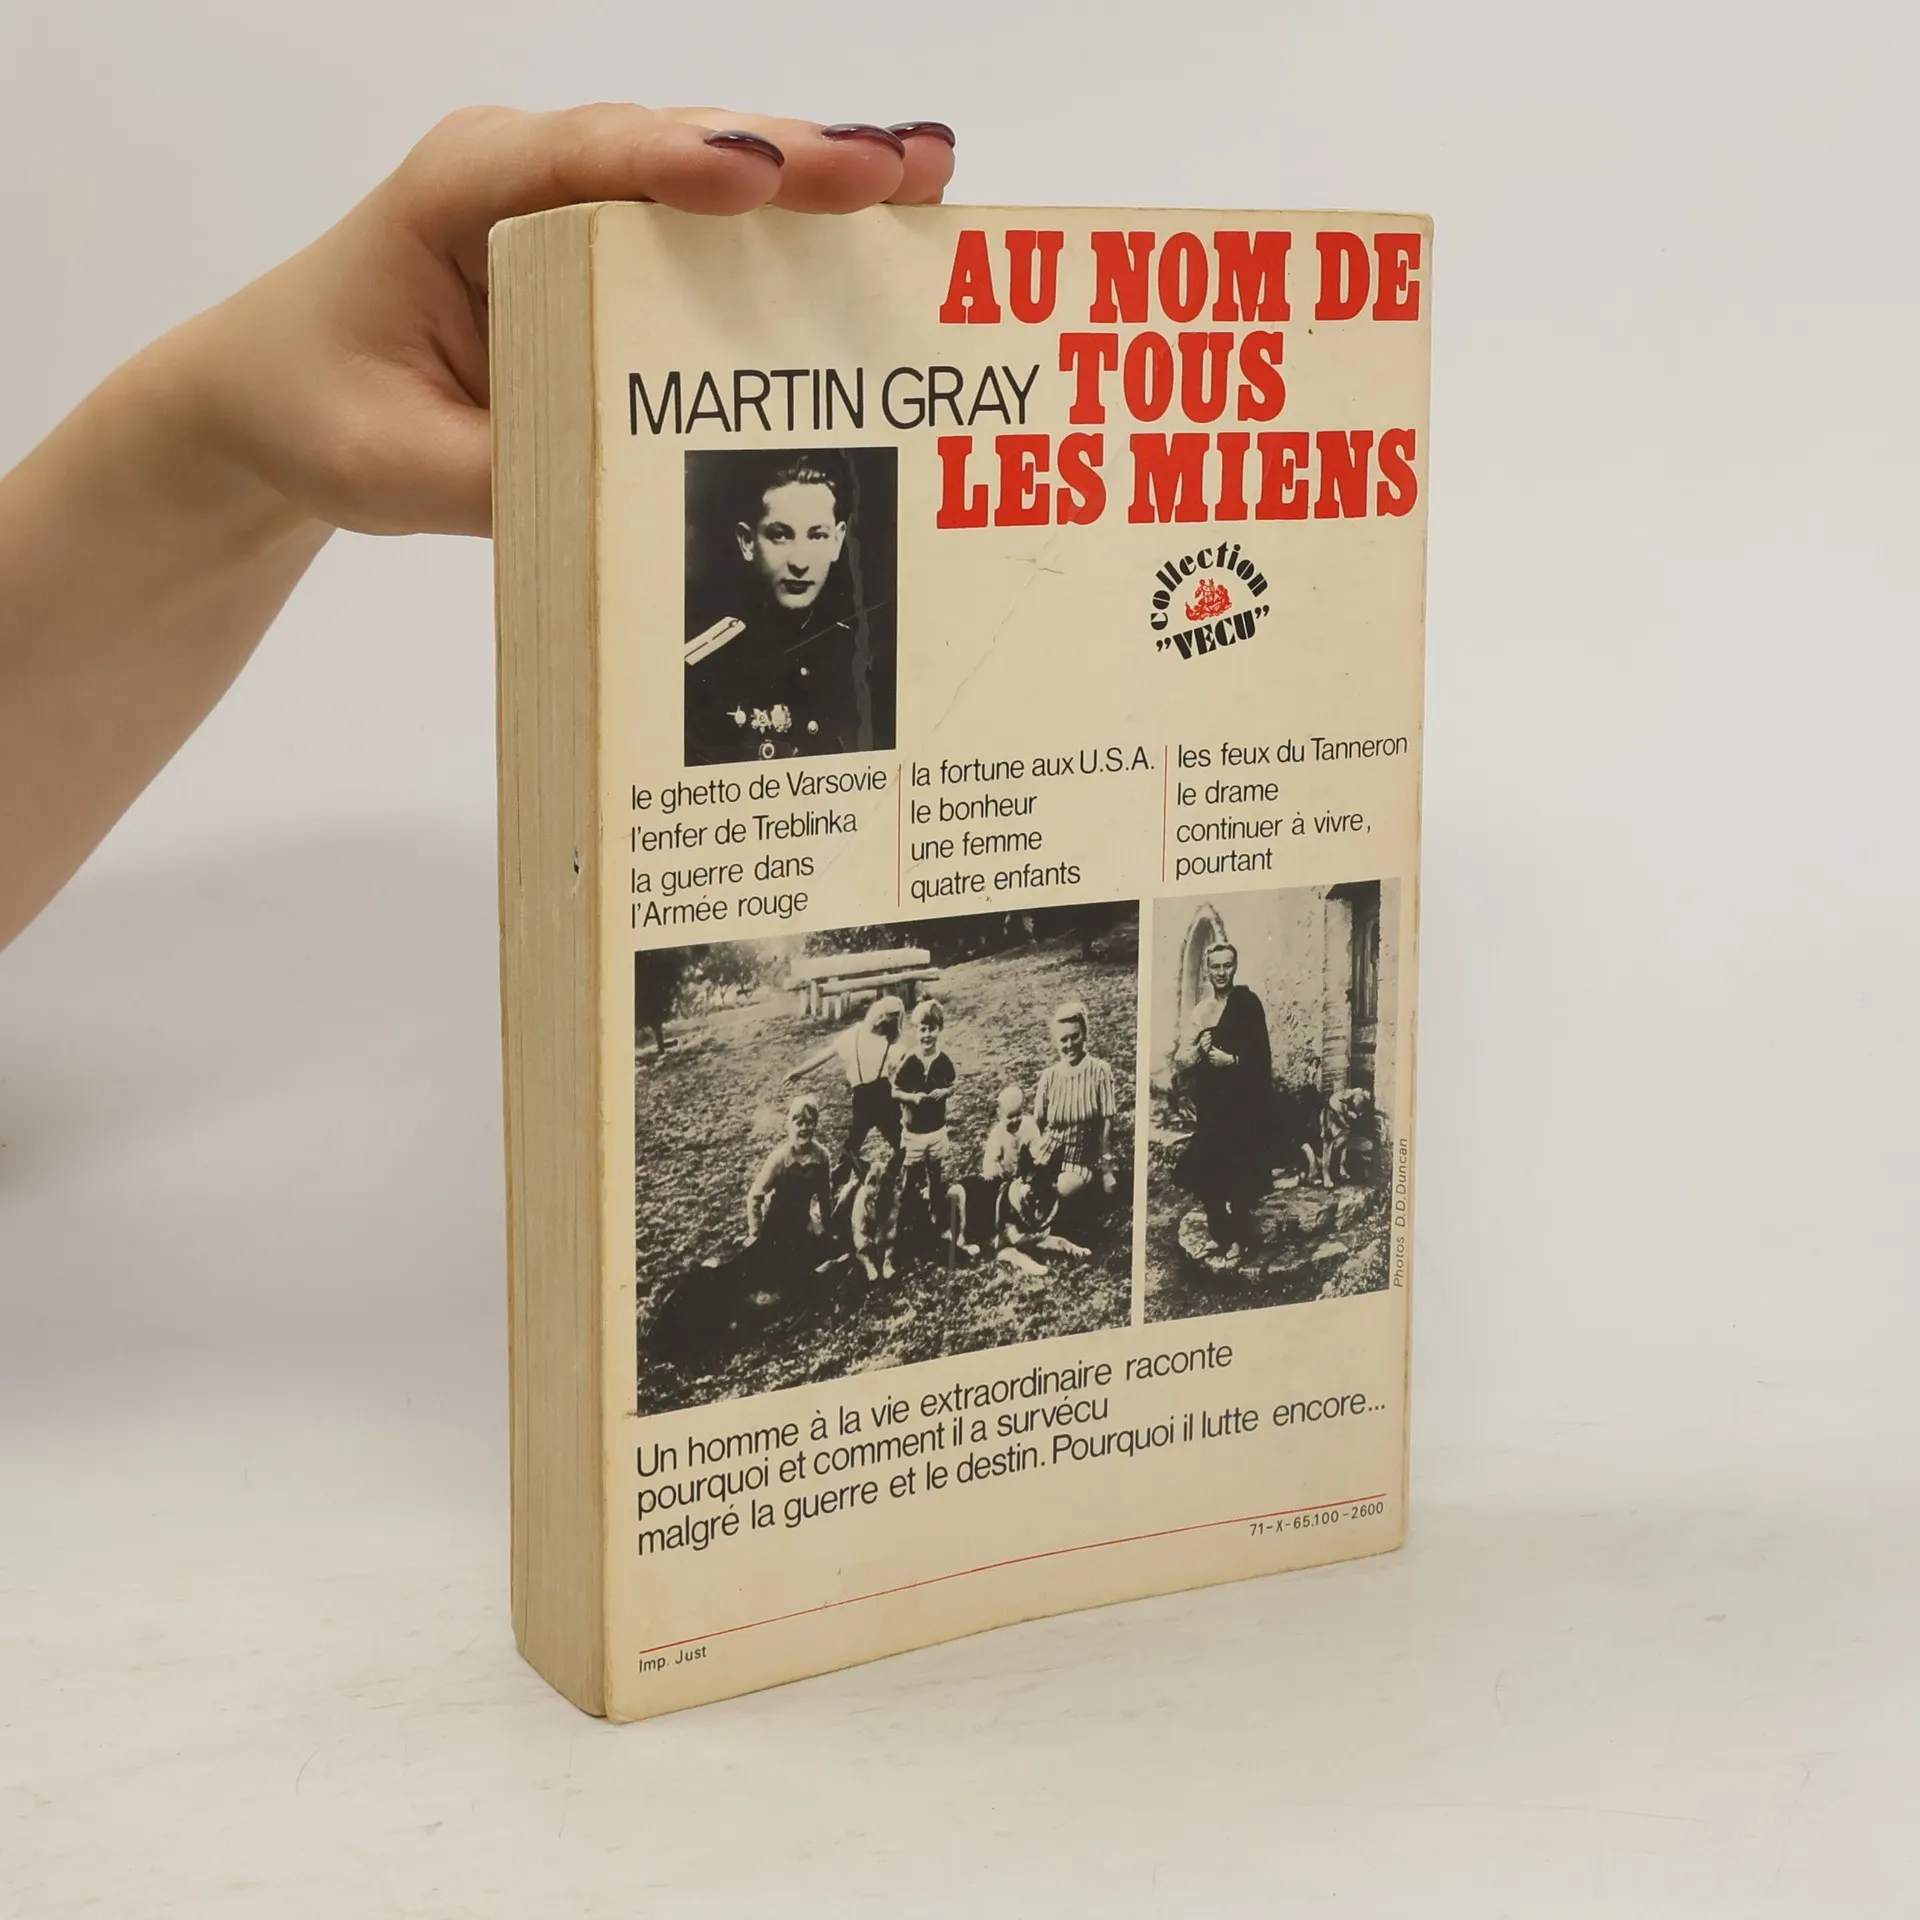 AU NOM DE
TOUS
LES MIENS
MARTIN GRAY
collection
"VECU"
le ghetto de Varsovie
l'enfer de Treblinka
la guerre dans
l'Armée rouge
la fortune aux U.S.A.
le bonheur
une femme
quatre enfants
les feux du Tanneron
le drame
continuer à vivre,
pourtant
Photos D.D.Duncan
Un homme à la vie extraordinaire raconte
pourquoi et comment il a survécu
malgré la guerre et le destin. Pourquoi il lutte encore...
71-X-65.100-2600
Imp. Just